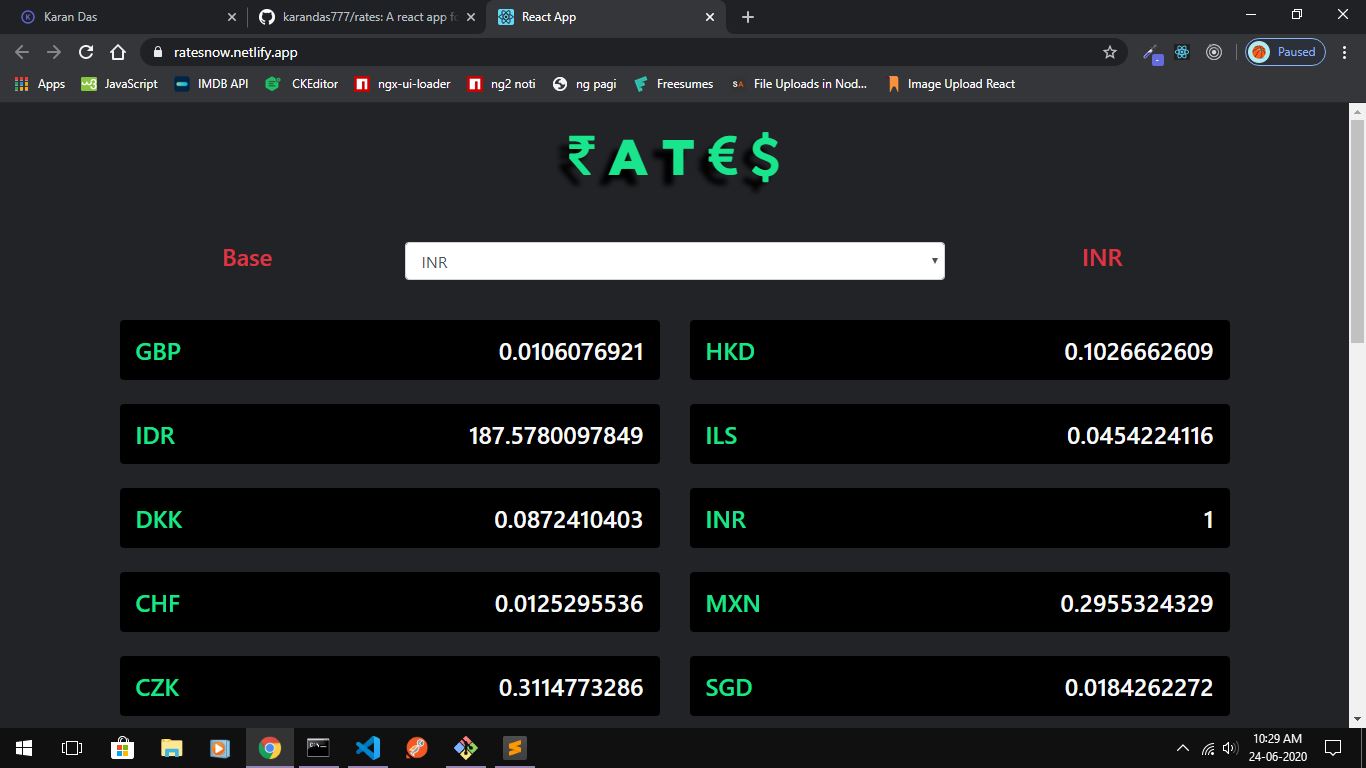 Karan Das
karandas777/rates: A react app fo
React App
ratesnow.netlify.app
Paused
Apps
JavaScript
IMDB API
CKEditor
ngx-ui-loader
ng2 noti
ng pagi
Freesumes
SA
File Uploads in Nod...
Image Upload React
₹AT€$
Base
INR
INR
GBP 0.0106076921
HKD 0.1026662609
IDR 187.5780097849
ILS 0.0454224116
DKK 0.0872410403
INR 1
CHF 0.0125295536
MXN 0.2955324329
CZK 0.3114773286
SGD 0.0184262272
10:29 AM
24-06-2020